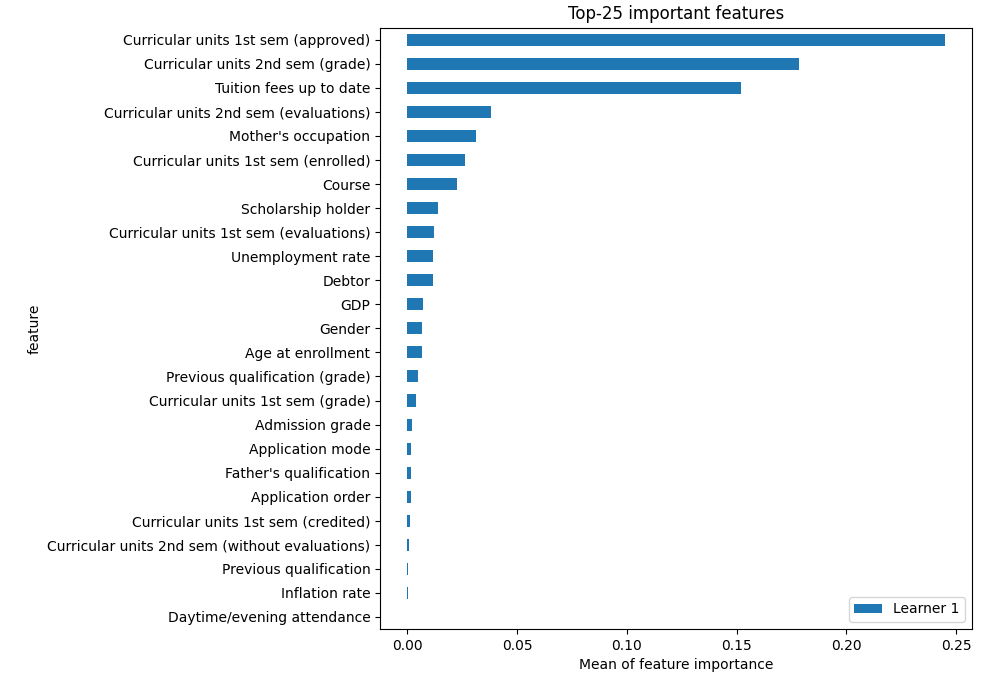 Top-25 important features
Curricular units 1st sem (approved)
Curricular units 2nd sem (grade)
Tuition fees up to date
Curricular units 2nd sem (evaluations)
Mother's occupation
Curricular units 1st sem (enrolled)
Course
Scholarship holder
Curricular units 1st sem (evaluations)
Unemployment rate
Debtor
GDP
Gender
Age at enrollment
Previous qualification (grade)
Curricular units 1st sem (grade)
Admission grade
Application mode
Father's qualification
Application order
Curricular units 1st sem (credited)
Curricular units 2nd sem (without evaluations)
Previous qualification
Inflation rate
Daytime/evening attendance
feature
Learner 1
0.00 0.05 0.10 0.15 0.20 0.25
Mean of feature importance